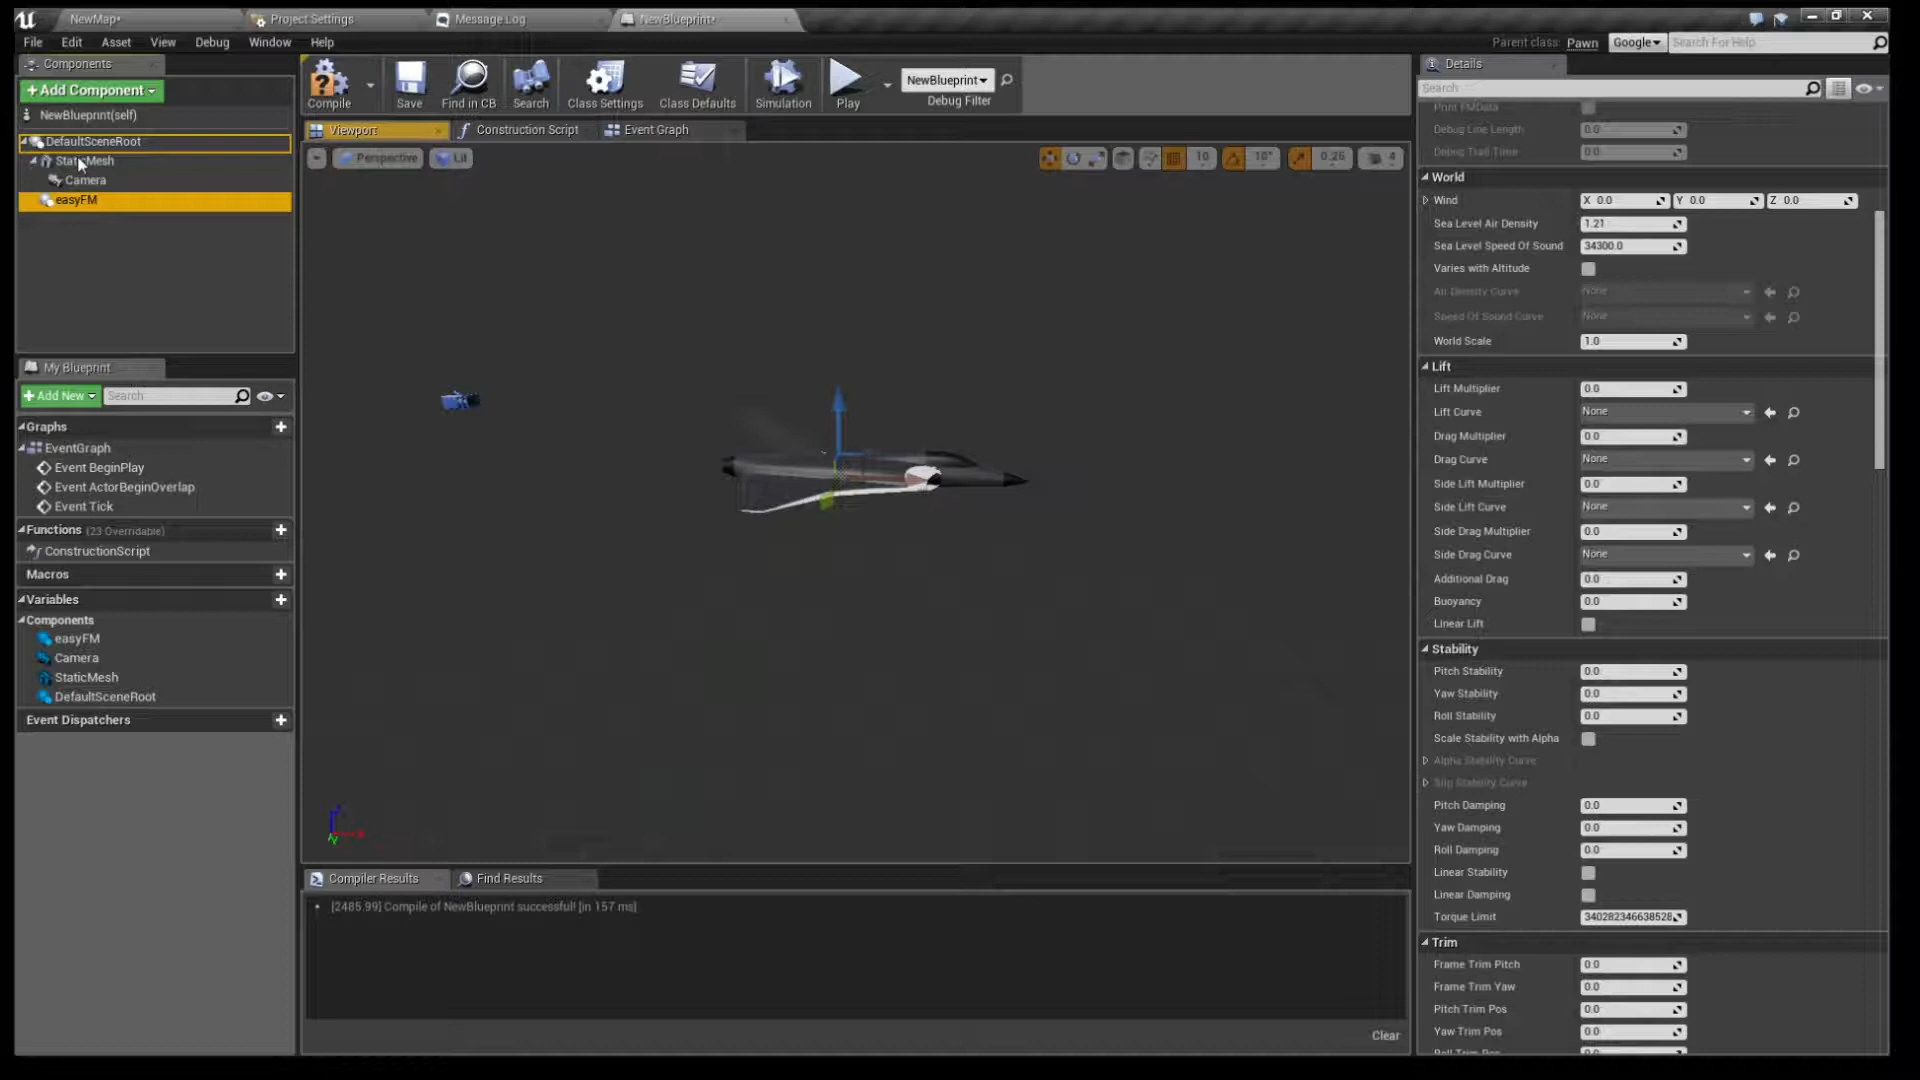 NewMap*
Project Settings
Message Log
NewBlueprint*
File Edit Asset View Debug Window Help
Parent class: Pawn Google Search For Help
Components
+Add Component
NewBlueprint(self)
DefaultSceneRoot
StaticMesh
Camera
easyFM
Compile
Save
Find in CB
Search
Class Settings
Class Defaults
Simulation
Play
NewBlueprint
Debug Filter
Viewport
Construction Script
Event Graph
Perspective
Lit
10
10°
0.25
4
My Blueprint
+Add New
Search
Graphs
EventGraph
Event BeginPlay
Event ActorBeginOverlap
Event Tick
Functions (23 Overridable)
ConstructionScript
Macros
Variables
Components
easyFM
Camera
StaticMesh
DefaultSceneRoot
Event Dispatchers
Compiler Results
Find Results
[2485.99] Compile of NewBlueprint successful! [in 157 ms]
Clear
Details
Search
Print FMData
Debug Line Length 0.0
Debug Trail Time 0.0
World
Wind X 0.0 Y 0.0 Z 0.0
Sea Level Air Density 1.21
Sea Level Speed Of Sound 34300.0
Varies with Altitude
Air Density Curve None
Speed Of Sound Curve None
World Scale 1.0
Lift
Lift Multiplier 0.0
Lift Curve None
Drag Multiplier 0.0
Drag Curve None
Side Lift Multiplier 0.0
Side Lift Curve None
Side Drag Multiplier 0.0
Side Drag Curve None
Additional Drag 0.0
Buoyancy 0.0
Linear Lift
Stability
Pitch Stability 0.0
Yaw Stability 0.0
Roll Stability 0.0
Scale Stability with Alpha
Alpha Stability Curve
Slip Stability Curve
Pitch Damping 0.0
Yaw Damping 0.0
Roll Damping 0.0
Linear Stability
Linear Damping
Torque Limit 340282346638528
Trim
Frame Trim Pitch 0.0
Frame Trim Yaw 0.0
Pitch Trim Pos 0.0
Yaw Trim Pos 0.0
Roll Trim Pos